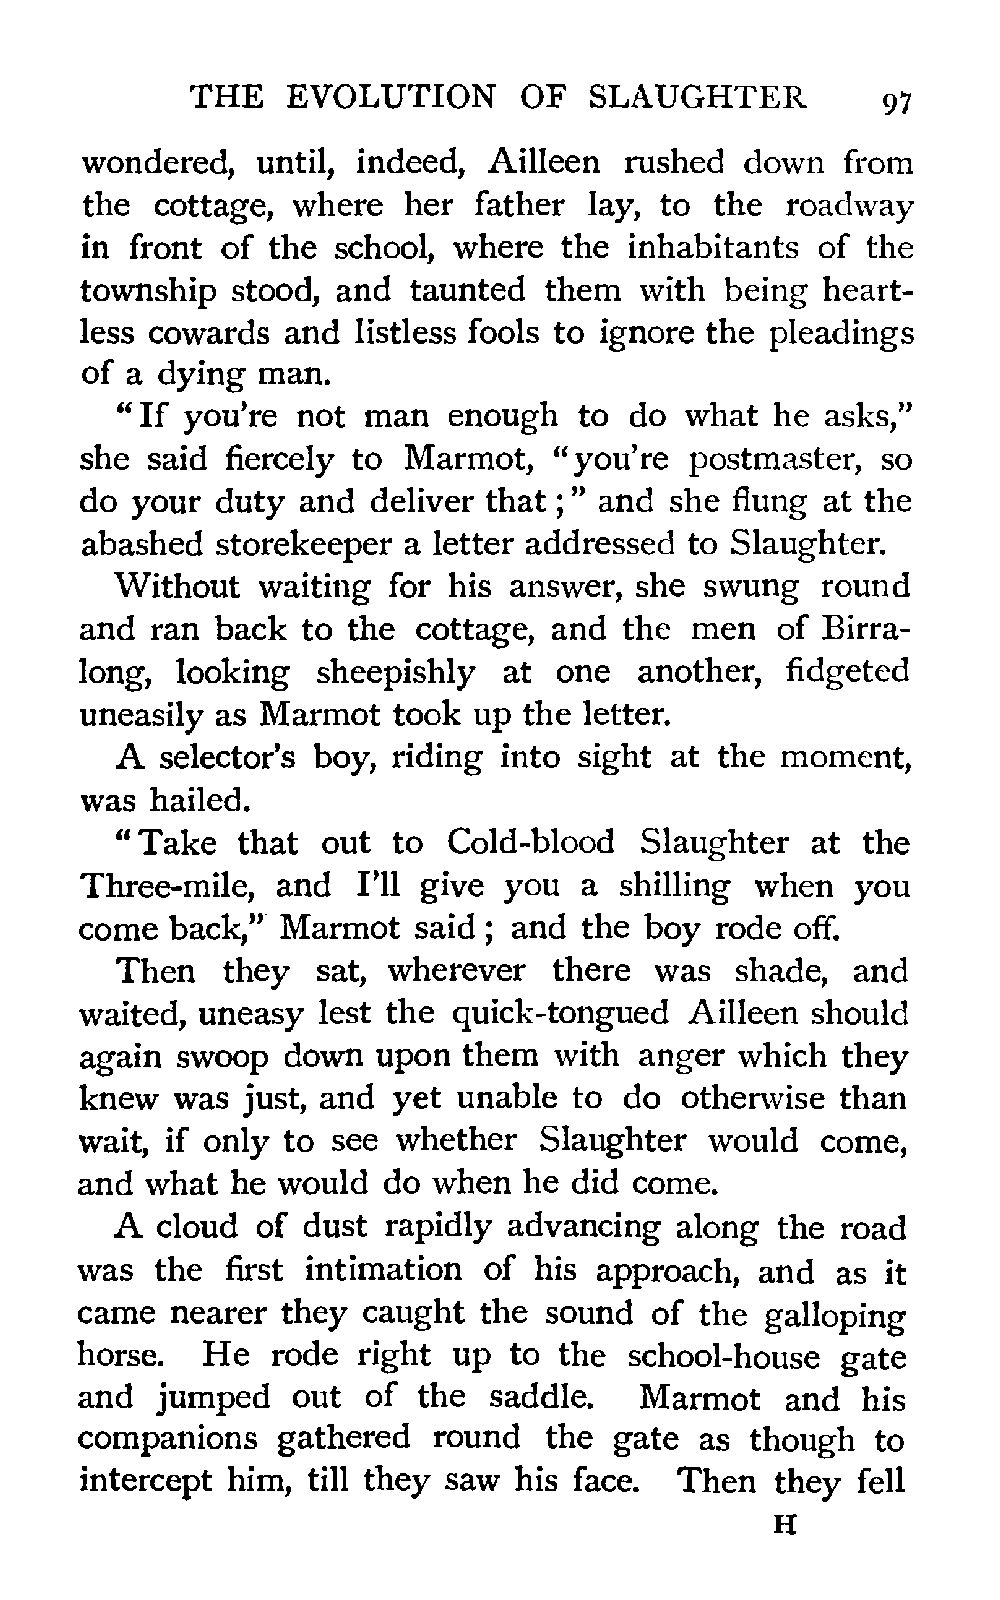 THE EVOLUTION OF SLAUGHTER 97
wondered, until, indeed, Ailleen rushed down from
the cottage, where her father lay, to the roadway
in front of the school, where the inhabitants of the
township stood, and taunted them with being heart-
less cowards and listless fools to ignore the pleadings
of a dying man.
“If you’re not man enough to do what he asks,”
she said fiercely to Marmot, “you’re postmaster, so
do your duty and deliver that;” and she flung at the
abashed storekeeper a letter addressed to Slaughter.
Without waiting for his answer, she swung round
and ran back to the cottage, and the men of Birra-
long, looking sheepishly at one another, fidgeted
uneasily as Marmot took up the letter.
A selector’s boy, riding into sight at the moment,
was hailed.
“Take that out to Cold-blood Slaughter at the
Three-mile, and I’ll give you a shilling when you
come back,” Marmot said; and the boy rode off.
Then they sat, wherever there was shade, and
waited, uneasy lest the quick-tongued Ailleen should
again swoop down upon them with anger which they
knew was just, and yet unable to do otherwise than
wait, if only to see whether Slaughter would come,
and what he would do when he did come.
A cloud of dust rapidly advancing along the road
was the first intimation of his approach, and as it
came nearer they caught the sound of the galloping
horse. He rode right up to the school-house gate
and jumped out of the saddle. Marmot and his
companions gathered round the gate as though to
intercept him, till they saw his face. Then they fell
H